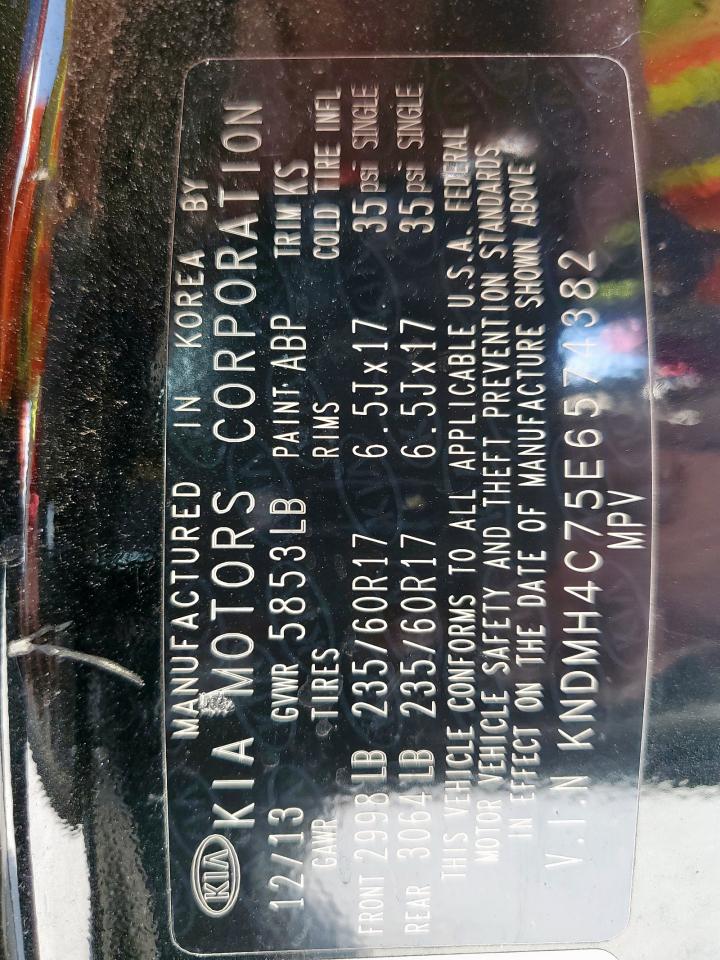 MANUFACTURED IN KOREA BY
KIA KIA MOTORS CORPORATION
12/13 GVWR 5853LB PAINT ABP TRIM KS
GAWR TIRES RIMS COLD TIRE INFL
FRONT 2998LB 235/60R17 6.5Jx17 35psi SINGLE
REAR 3064LB 235/60R17 6.5Jx17 35psi SINGLE
THIS VEHICLE CONFORMS TO ALL APPLICABLE U.S.A. FEDERAL
MOTOR VEHICLE SAFETY AND THEFT PREVENTION STANDARDS
IN EFFECT ON THE DATE OF MANUFACTURE SHOWN ABOVE
V.I.N KNDMH4C75E6574382
MPV